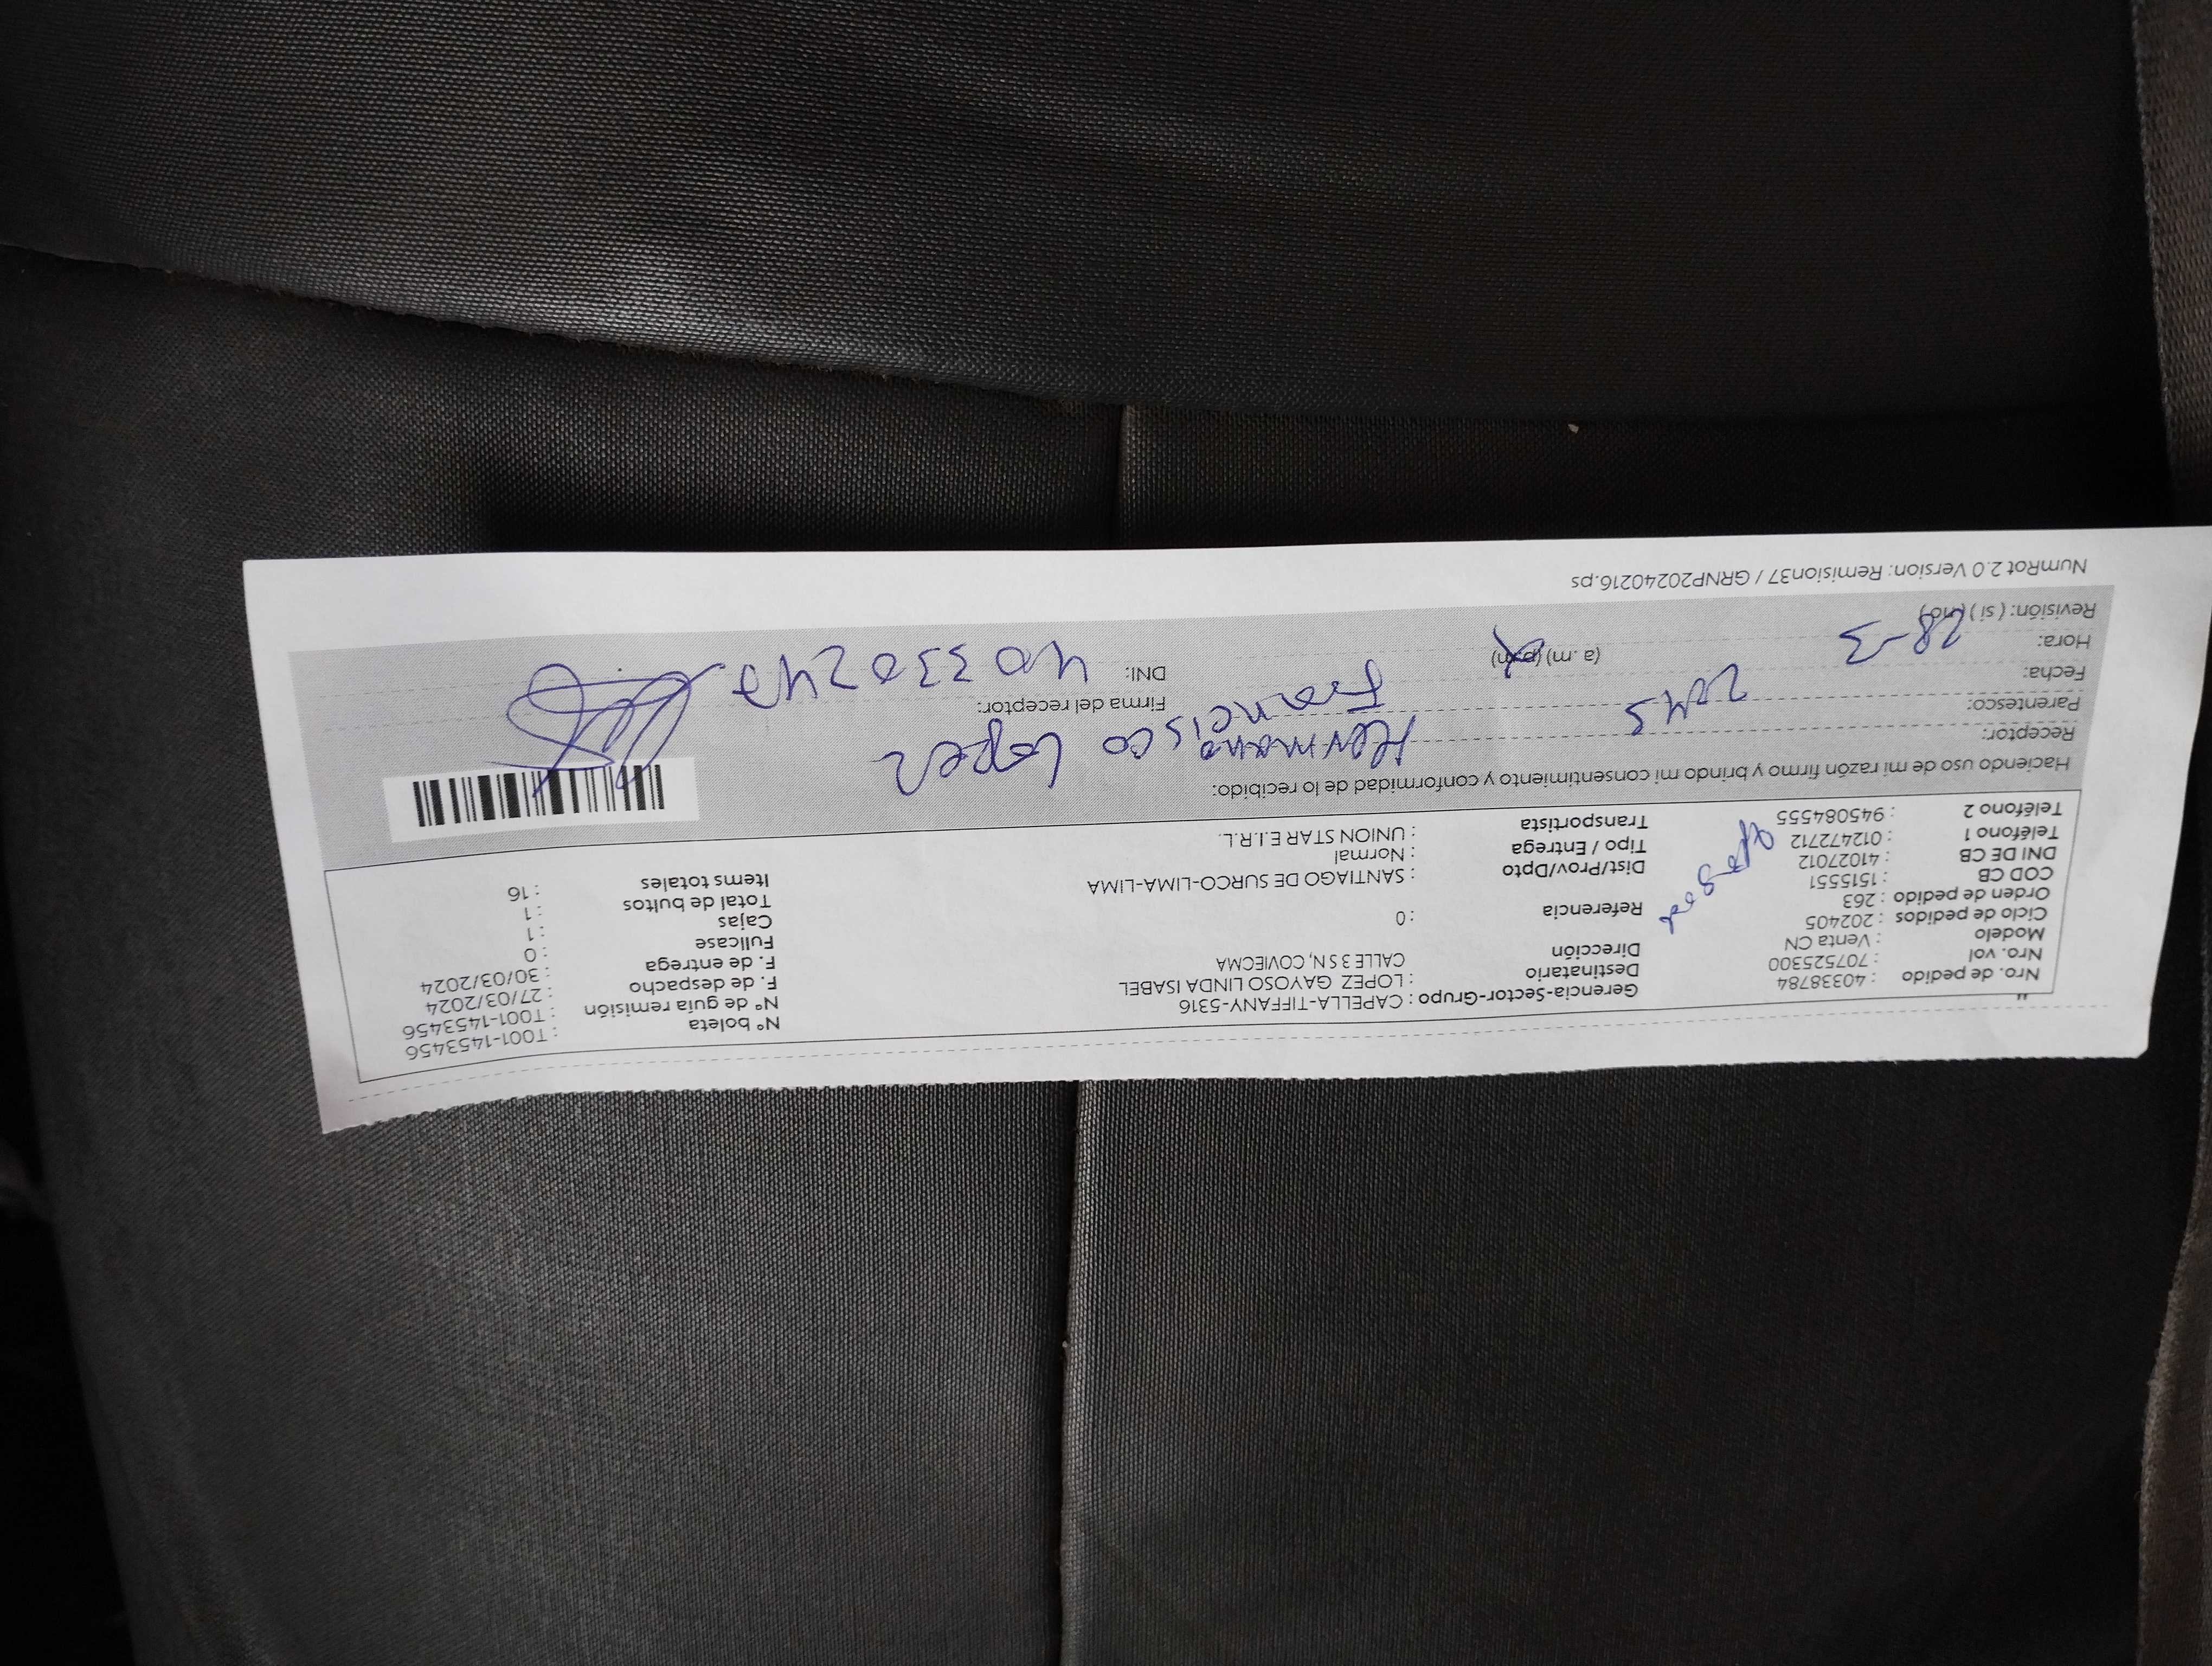 Nº boleta : T001-1453456
Nº de guia remisión : T001-1453456
F. de despacho : 27/03/2024
F. de entrega : 30/03/2024
Fullcase : 0
Cajas : 1
Total de bultos : 1
Items totales : 16
Gerencia-Sector-Grupo : CAPELLA-TIFFANY-5316
Destinatario : LOPEZ GAYOSO LINDA ISABEL
Dirección CALLE 3 S N, COVIECMA
Referencia : 0
Dist/Prov/Dpto : SANTIAGO DE SURCO-LIMA-LIMA
Tipo / Entrega : Normal
Transportista : UNION STAR E.I.R.L.
Nro. de pedido : 40338784
Nro. vol : 707525300
Modelo : Venta CN
Ciclo de pedidos : 202405
Orden de pedido : 263
COD CB : 1515551
DNI DE CB : 41027012
Teléfono 1 : 012472712
Teléfono 2 : 945084555
Haciendo uso de mi razón firmo y brindo mi consentimiento y conformidad de lo recibido:
Receptor: Francisco Lopez
Parentesco: Hermano
Fecha: 28-3
Hora: 2045 (a.m) (p.m)
Revisión: (si) (no)
Firma del receptor:
DNI: 40330247
NumRot 2.0 Version: Remision37 / GRNP20240216.ps